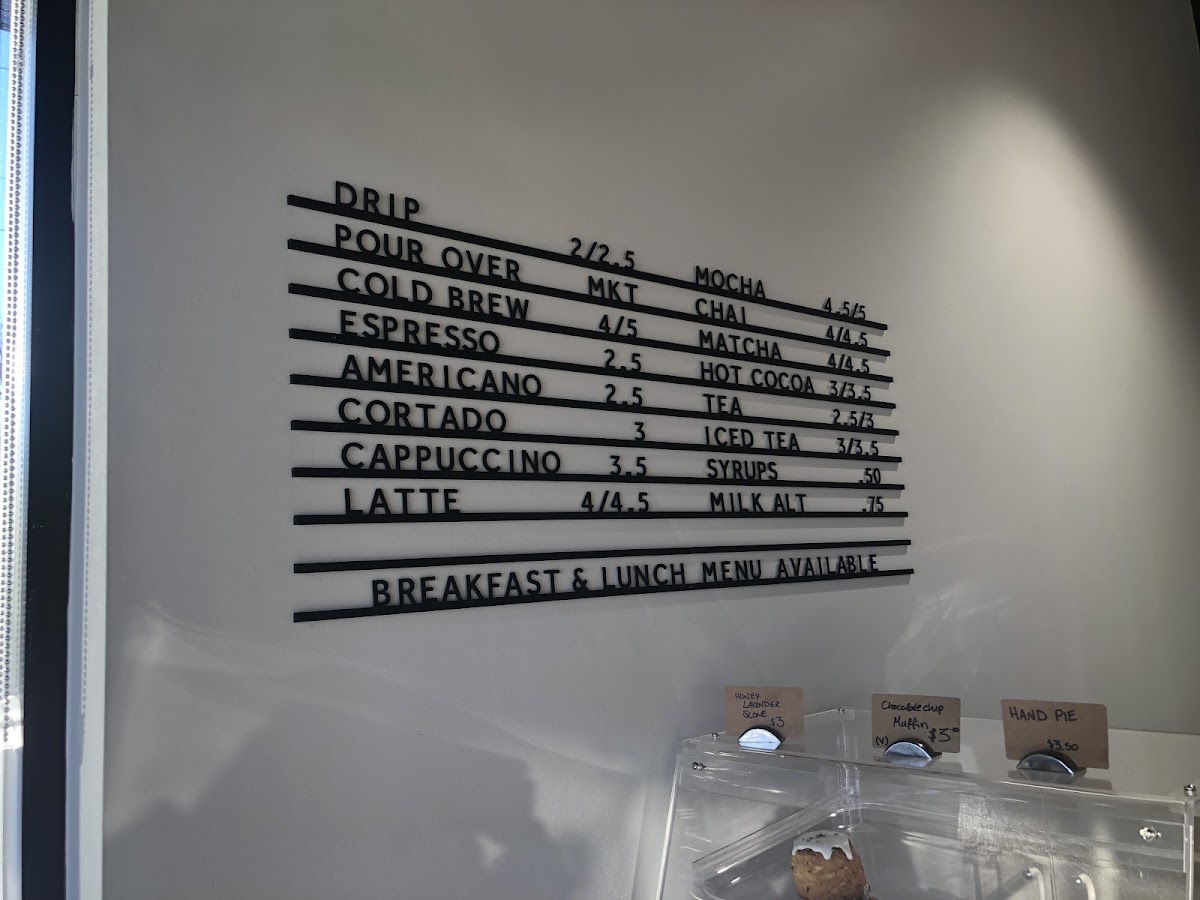 DRIP 2/2.5 MOCHA 4.5/5
POUR OVER MKT CHAI 4/4.5
COLD BREW 4/5 MATCHA 4/4.5
ESPRESSO 2.5 HOT COCOA 3/3.5
AMERICANO 2.5 TEA 2.5/3
CORTADO 3 ICED TEA 3/3.5
CAPPUCCINO 3.5 SYRUPS .50
LATTE 4/4.5 MILK ALT .75
BREAKFAST & LUNCH MENU AVAILABLE
HONEY
LAVENDER
SCONE $3
Chocolate chip
Muffin
(V)
HAND PIE
$3.50